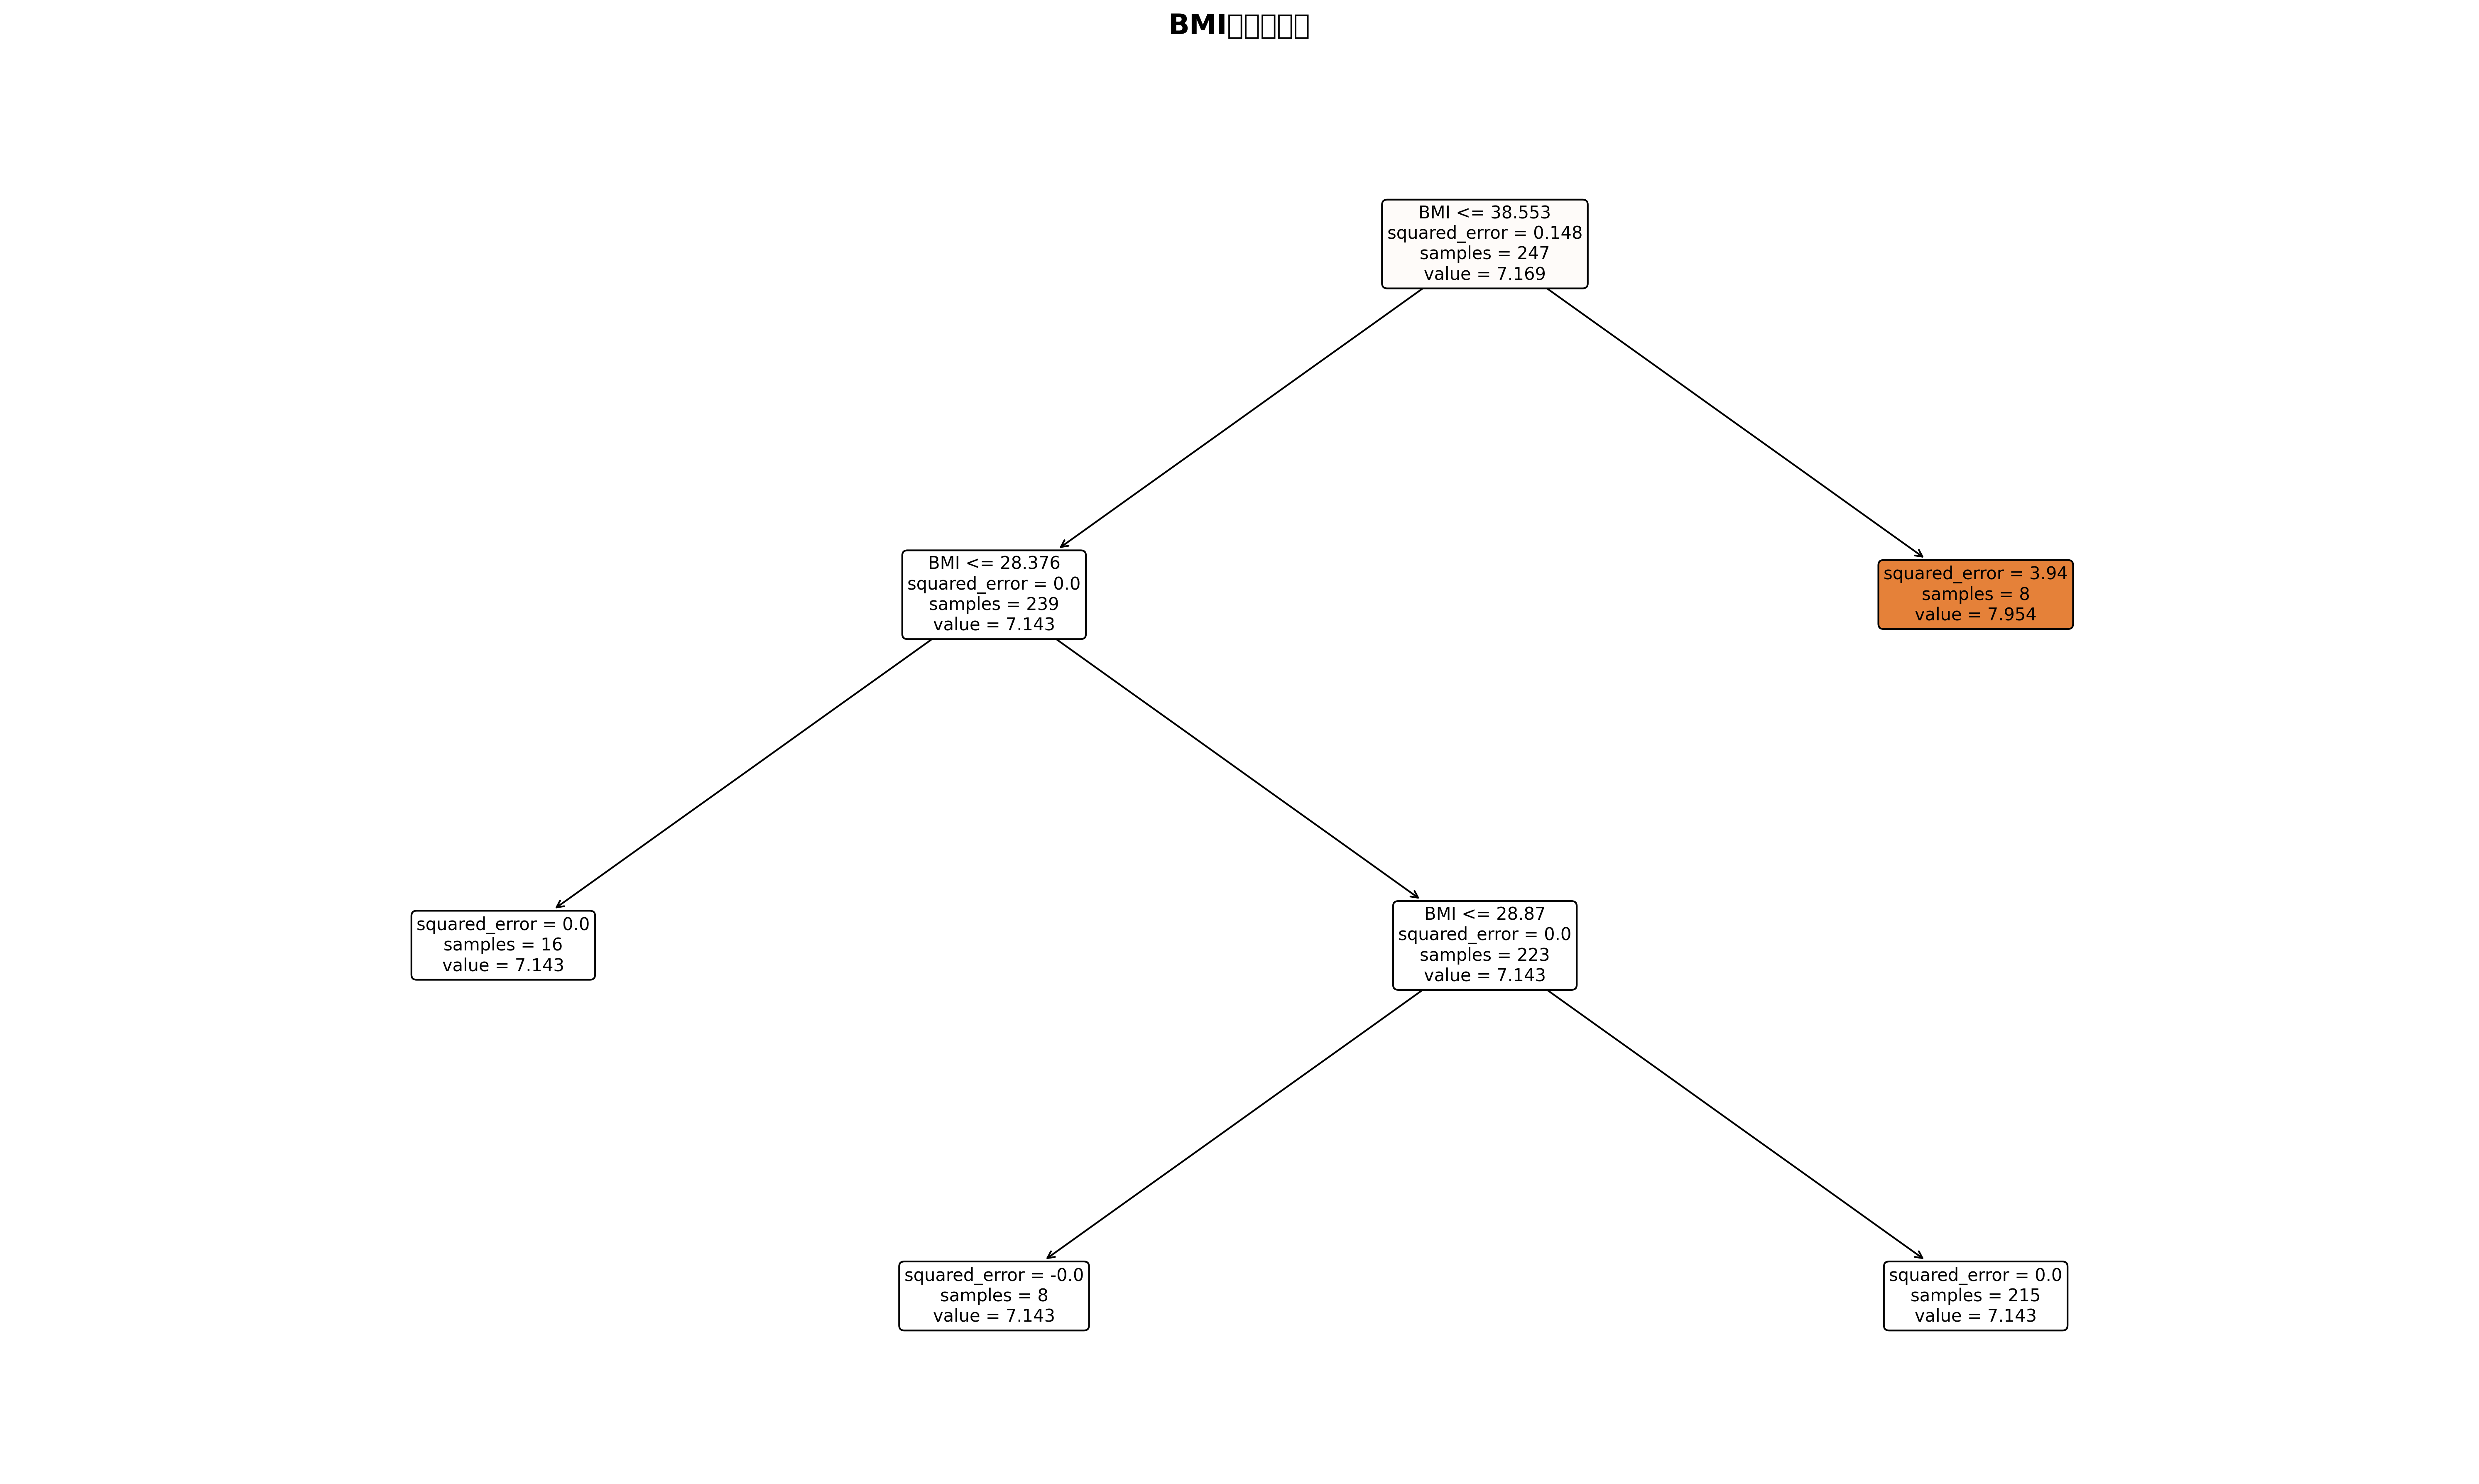 BMI
BMI <= 38.553
squared_error = 0.148
samples = 247
value = 7.169
BMI <= 28.376
squared_error = 0.0
samples = 239
value = 7.143
squared_error = 3.94
samples = 8
value = 7.954
squared_error = 0.0
samples = 16
value = 7.143
BMI <= 28.87
squared_error = 0.0
samples = 223
value = 7.143
squared_error = -0.0
samples = 8
value = 7.143
squared_error = 0.0
samples = 215
value = 7.143